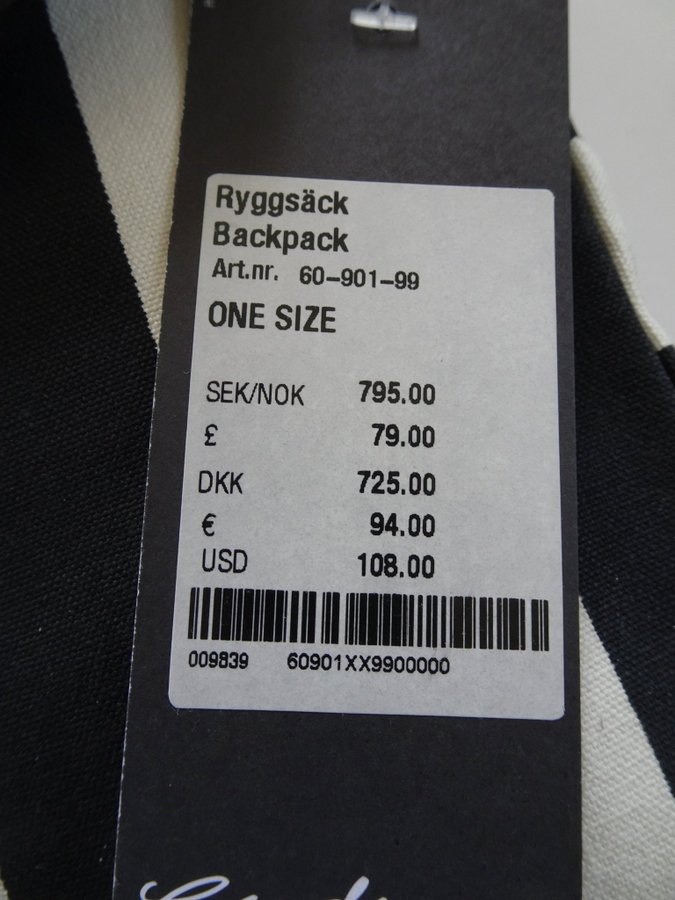 Ryggsäck
Backpack
Art.nr. 60-901-99
ONE SIZE
SEK/NOK 795.00
£ 79.00
DKK 725.00
€ 94.00
USD 108.00
009839 60901XX9900000